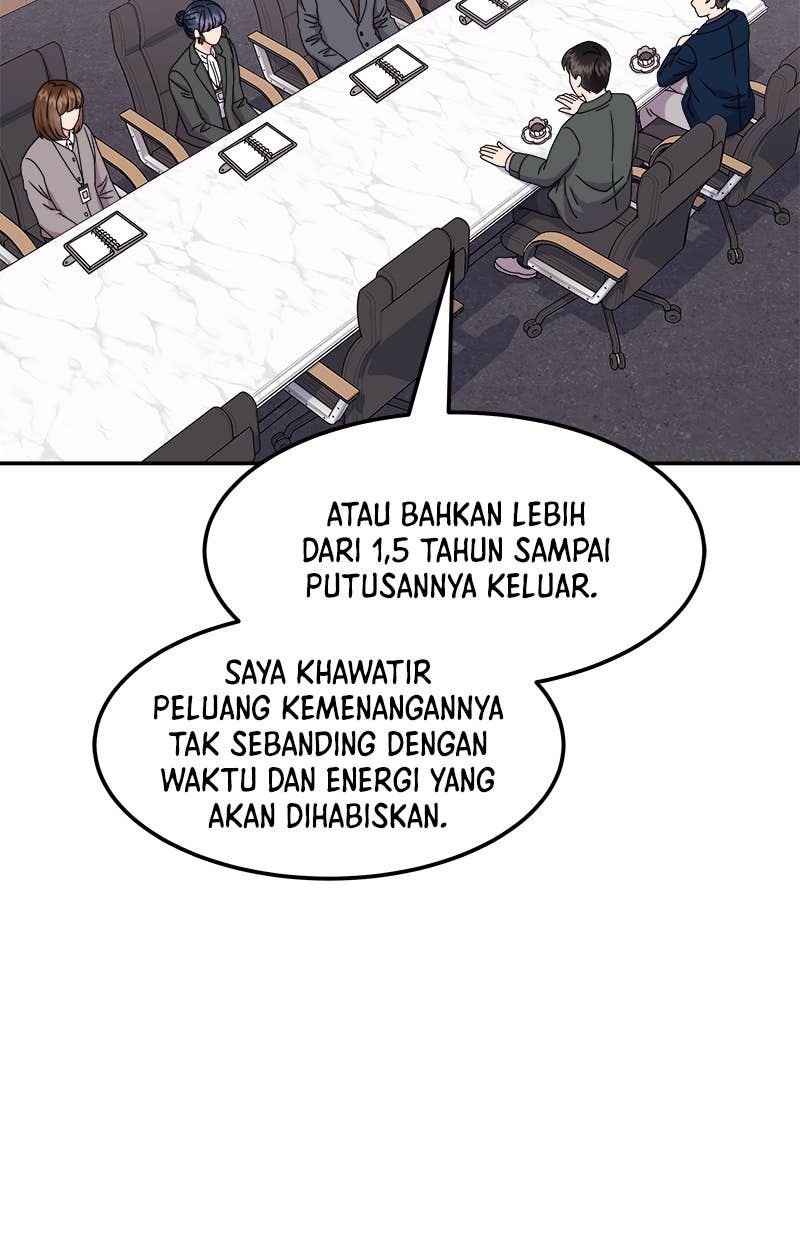 ATAU BAHKAN LEBIH
DARI 1,5 TAHUN SAMPAI
PUTUSANNYA KELUAR.
SAYA KHAWATIR
PELUANG KEMENANGANNYA
TAK SEBANDING DENGAN
WAKTU DAN ENERGI YANG
AKAN DIHABISKAN.